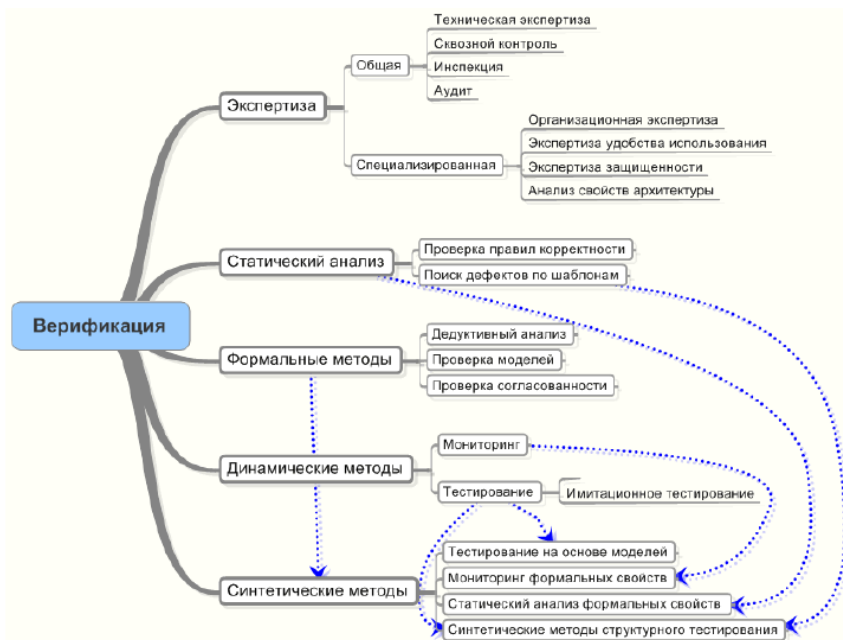 Верификация
Экспертиза
Общая
Техническая экспертиза
Сквозной контроль
Инспекция
Аудит
Специализированная
Организационная экспертиза
Экспертиза удобства использования
Экспертиза защищенности
Анализ свойств архитектуры
Статический анализ
Проверка правил корректности
Поиск дефектов по шаблонам
Формальные методы
Дедуктивный анализ
Проверка моделей
Проверка согласованности
Динамические методы
Мониторинг
Тестирование
Имитационное тестирование
Синтетические методы
Тестирование на основе моделей
Мониторинг формальных свойств
Статический анализ формальных свойств
Синтетические методы структурного тестирования